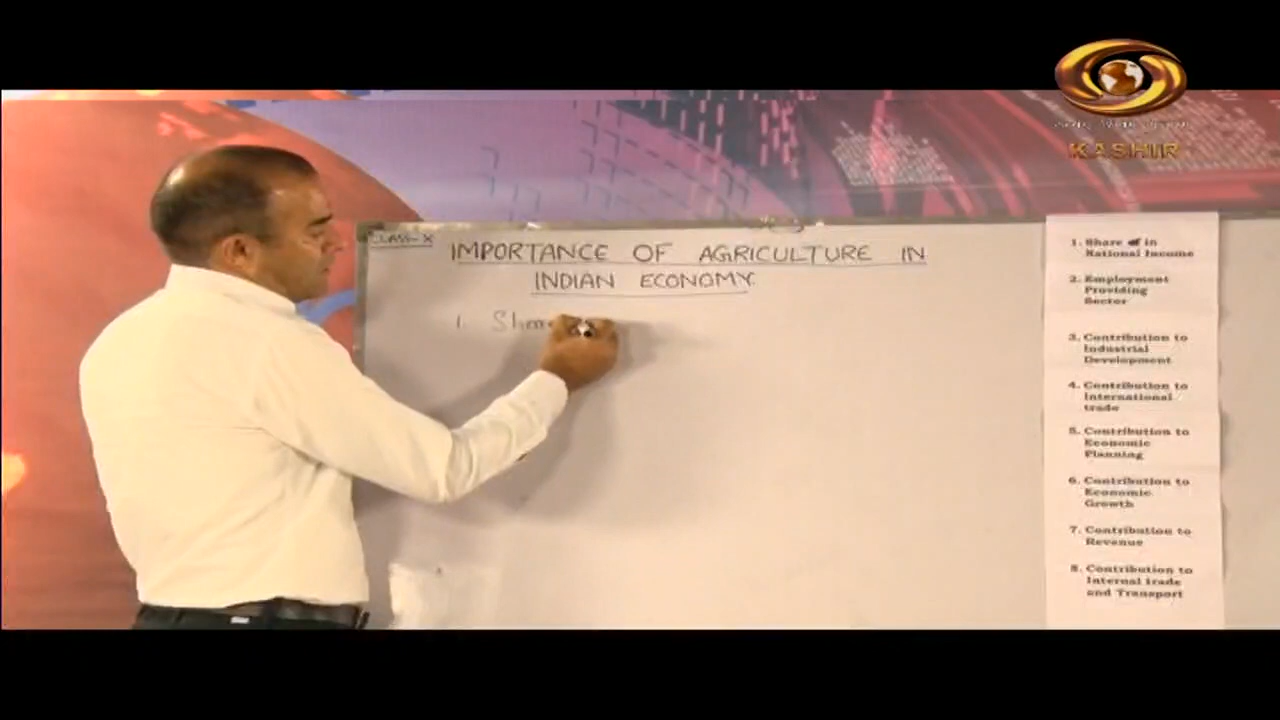 KASHIR
CLASS-X
IMPORTANCE OF AGRICULTURE IN
INDIAN ECONOMY
1.
1. Share of in
National Income
2. Employment
Providing
Sector
3. Contribution to
Industrial
Development
4. Contribution to
International
trade
5. Contribution to
Economic
Planning
6. Contribution to
Economic
Growth
7. Contribution to
Revenue
8. Contribution to
Internal trade
and Transport